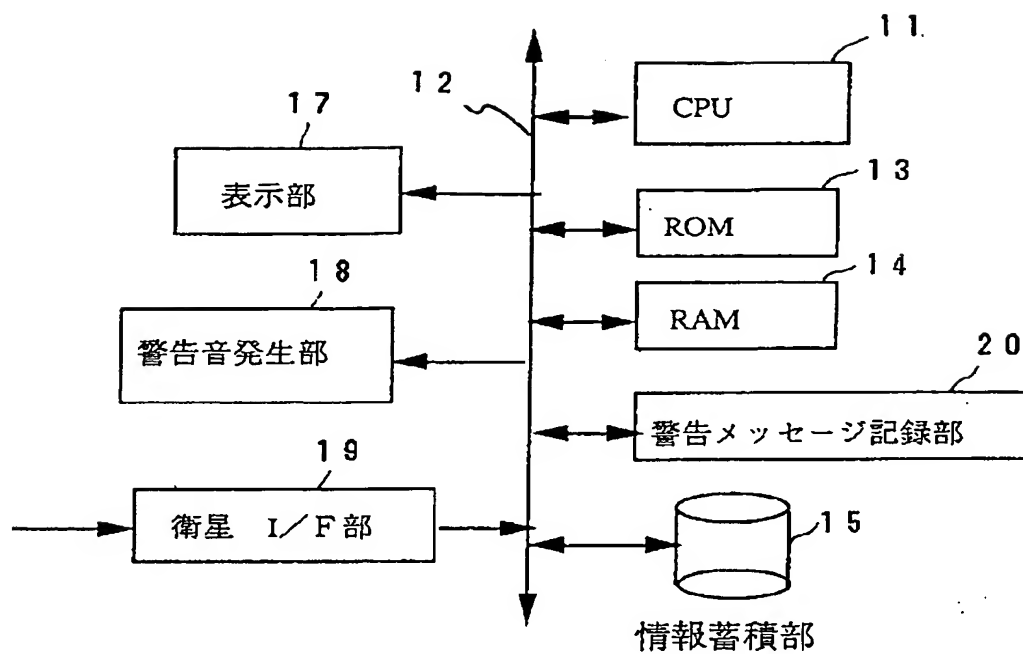 11
CPU
12
17
表示部
13
ROM
14
RAM
18
警告音発生部
20
警告メッセージ記録部
19
衛星 I/F部
15
情報蓄積部